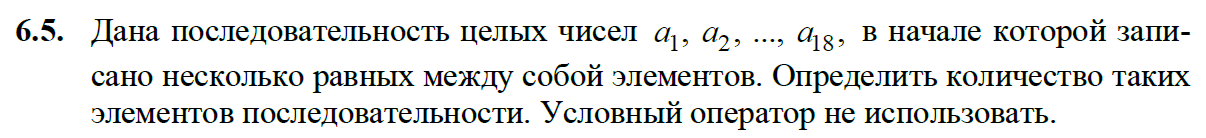 6.5. Дана последовательность целых чисел a₁, a₂, ..., a₁₈, в начале которой запи-
сано несколько равных между собой элементов. Определить количество таких
элементов последовательности. Условный оператор не использовать.